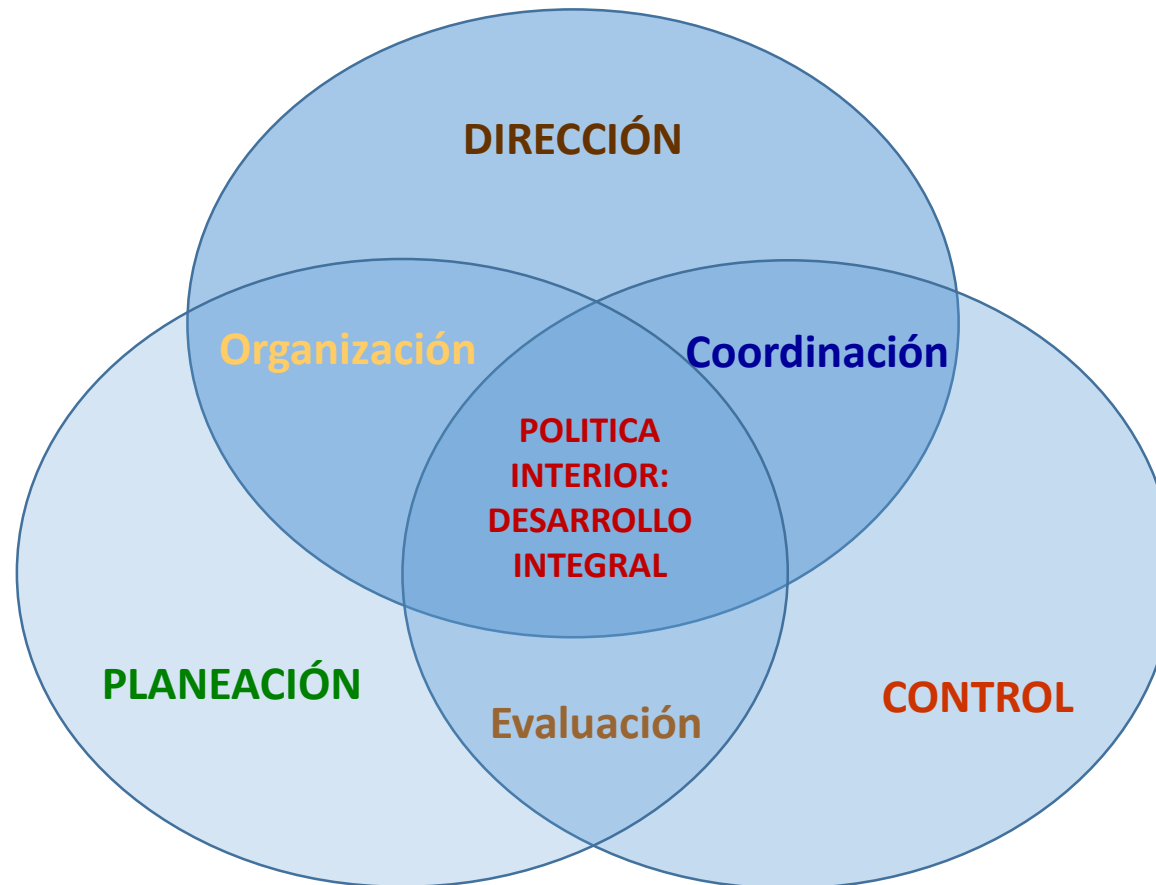 DIRECCIÓN
Organización
Coordinación
POLITICA
INTERIOR:
DESARROLLO
INTEGRAL
PLANEACIÓN
CONTROL
Evaluación